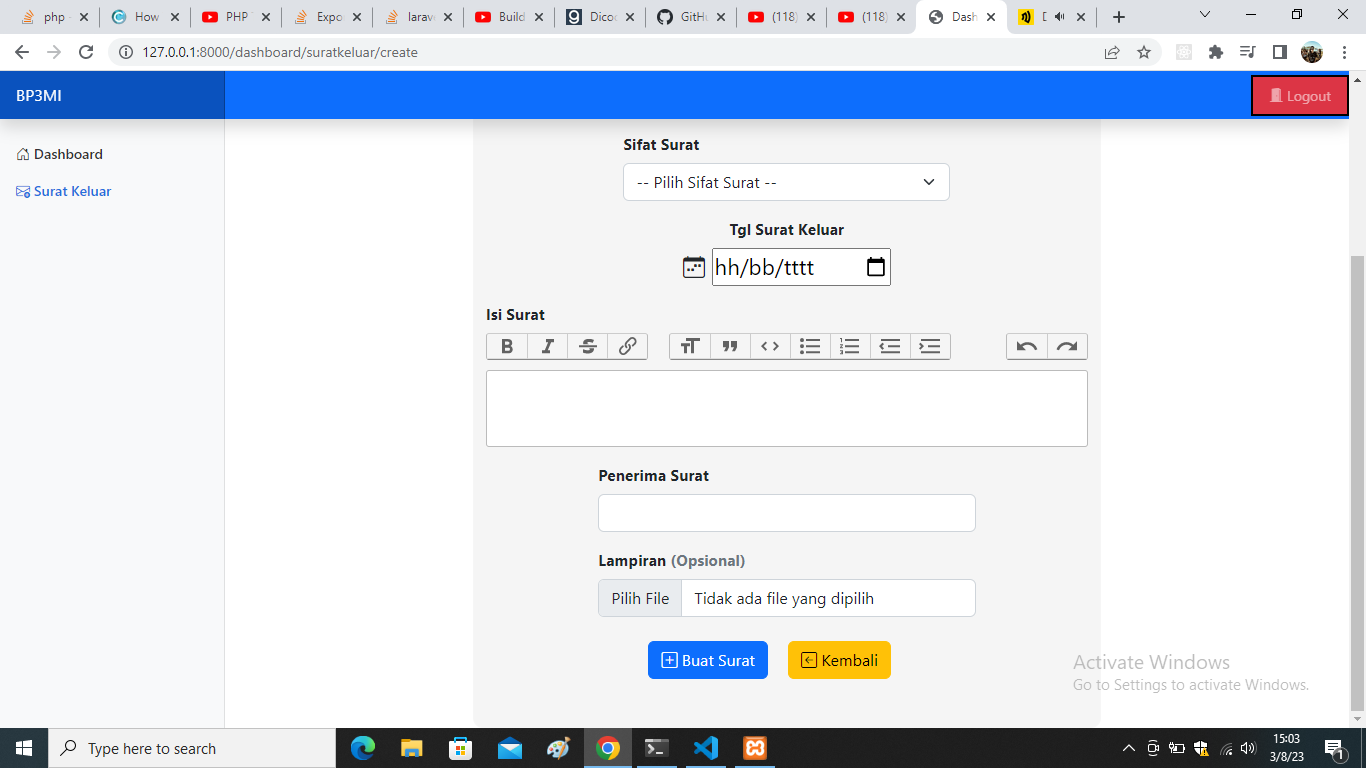 php
How
PHP
Expo
larav
Build
Dicoc
GitHu
(118)
(118)
Dash
127.0.0.1:8000/dashboard/suratkeluar/create
BP3MI
Logout
Dashboard
Surat Keluar
Sifat Surat
-- Pilih Sifat Surat --
Tgl Surat Keluar
hh/bb/tttt
Isi Surat
Penerima Surat
Lampiran (Opsional)
Pilih File Tidak ada file yang dipilih
Buat Surat Kembali
Activate Windows
Go to Settings to activate Windows.
Type here to search
15:03
3/8/23
1